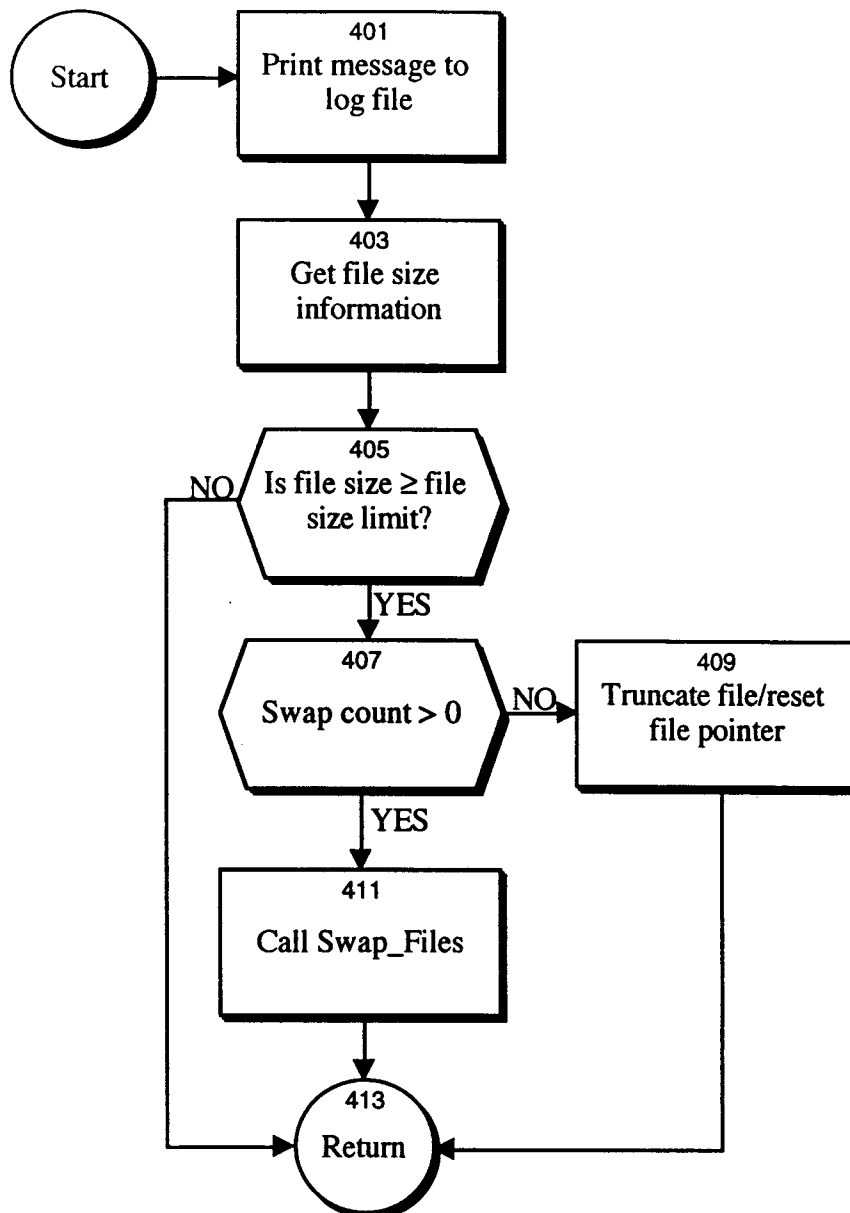 Start
401
Print message to
log file
403
Get file size
information
405
Is file size ≥ file
size limit?
NO
YES
407
Swap count > 0
NO
409
Truncate file/reset
file pointer
YES
411
Call Swap_Files
413
Return